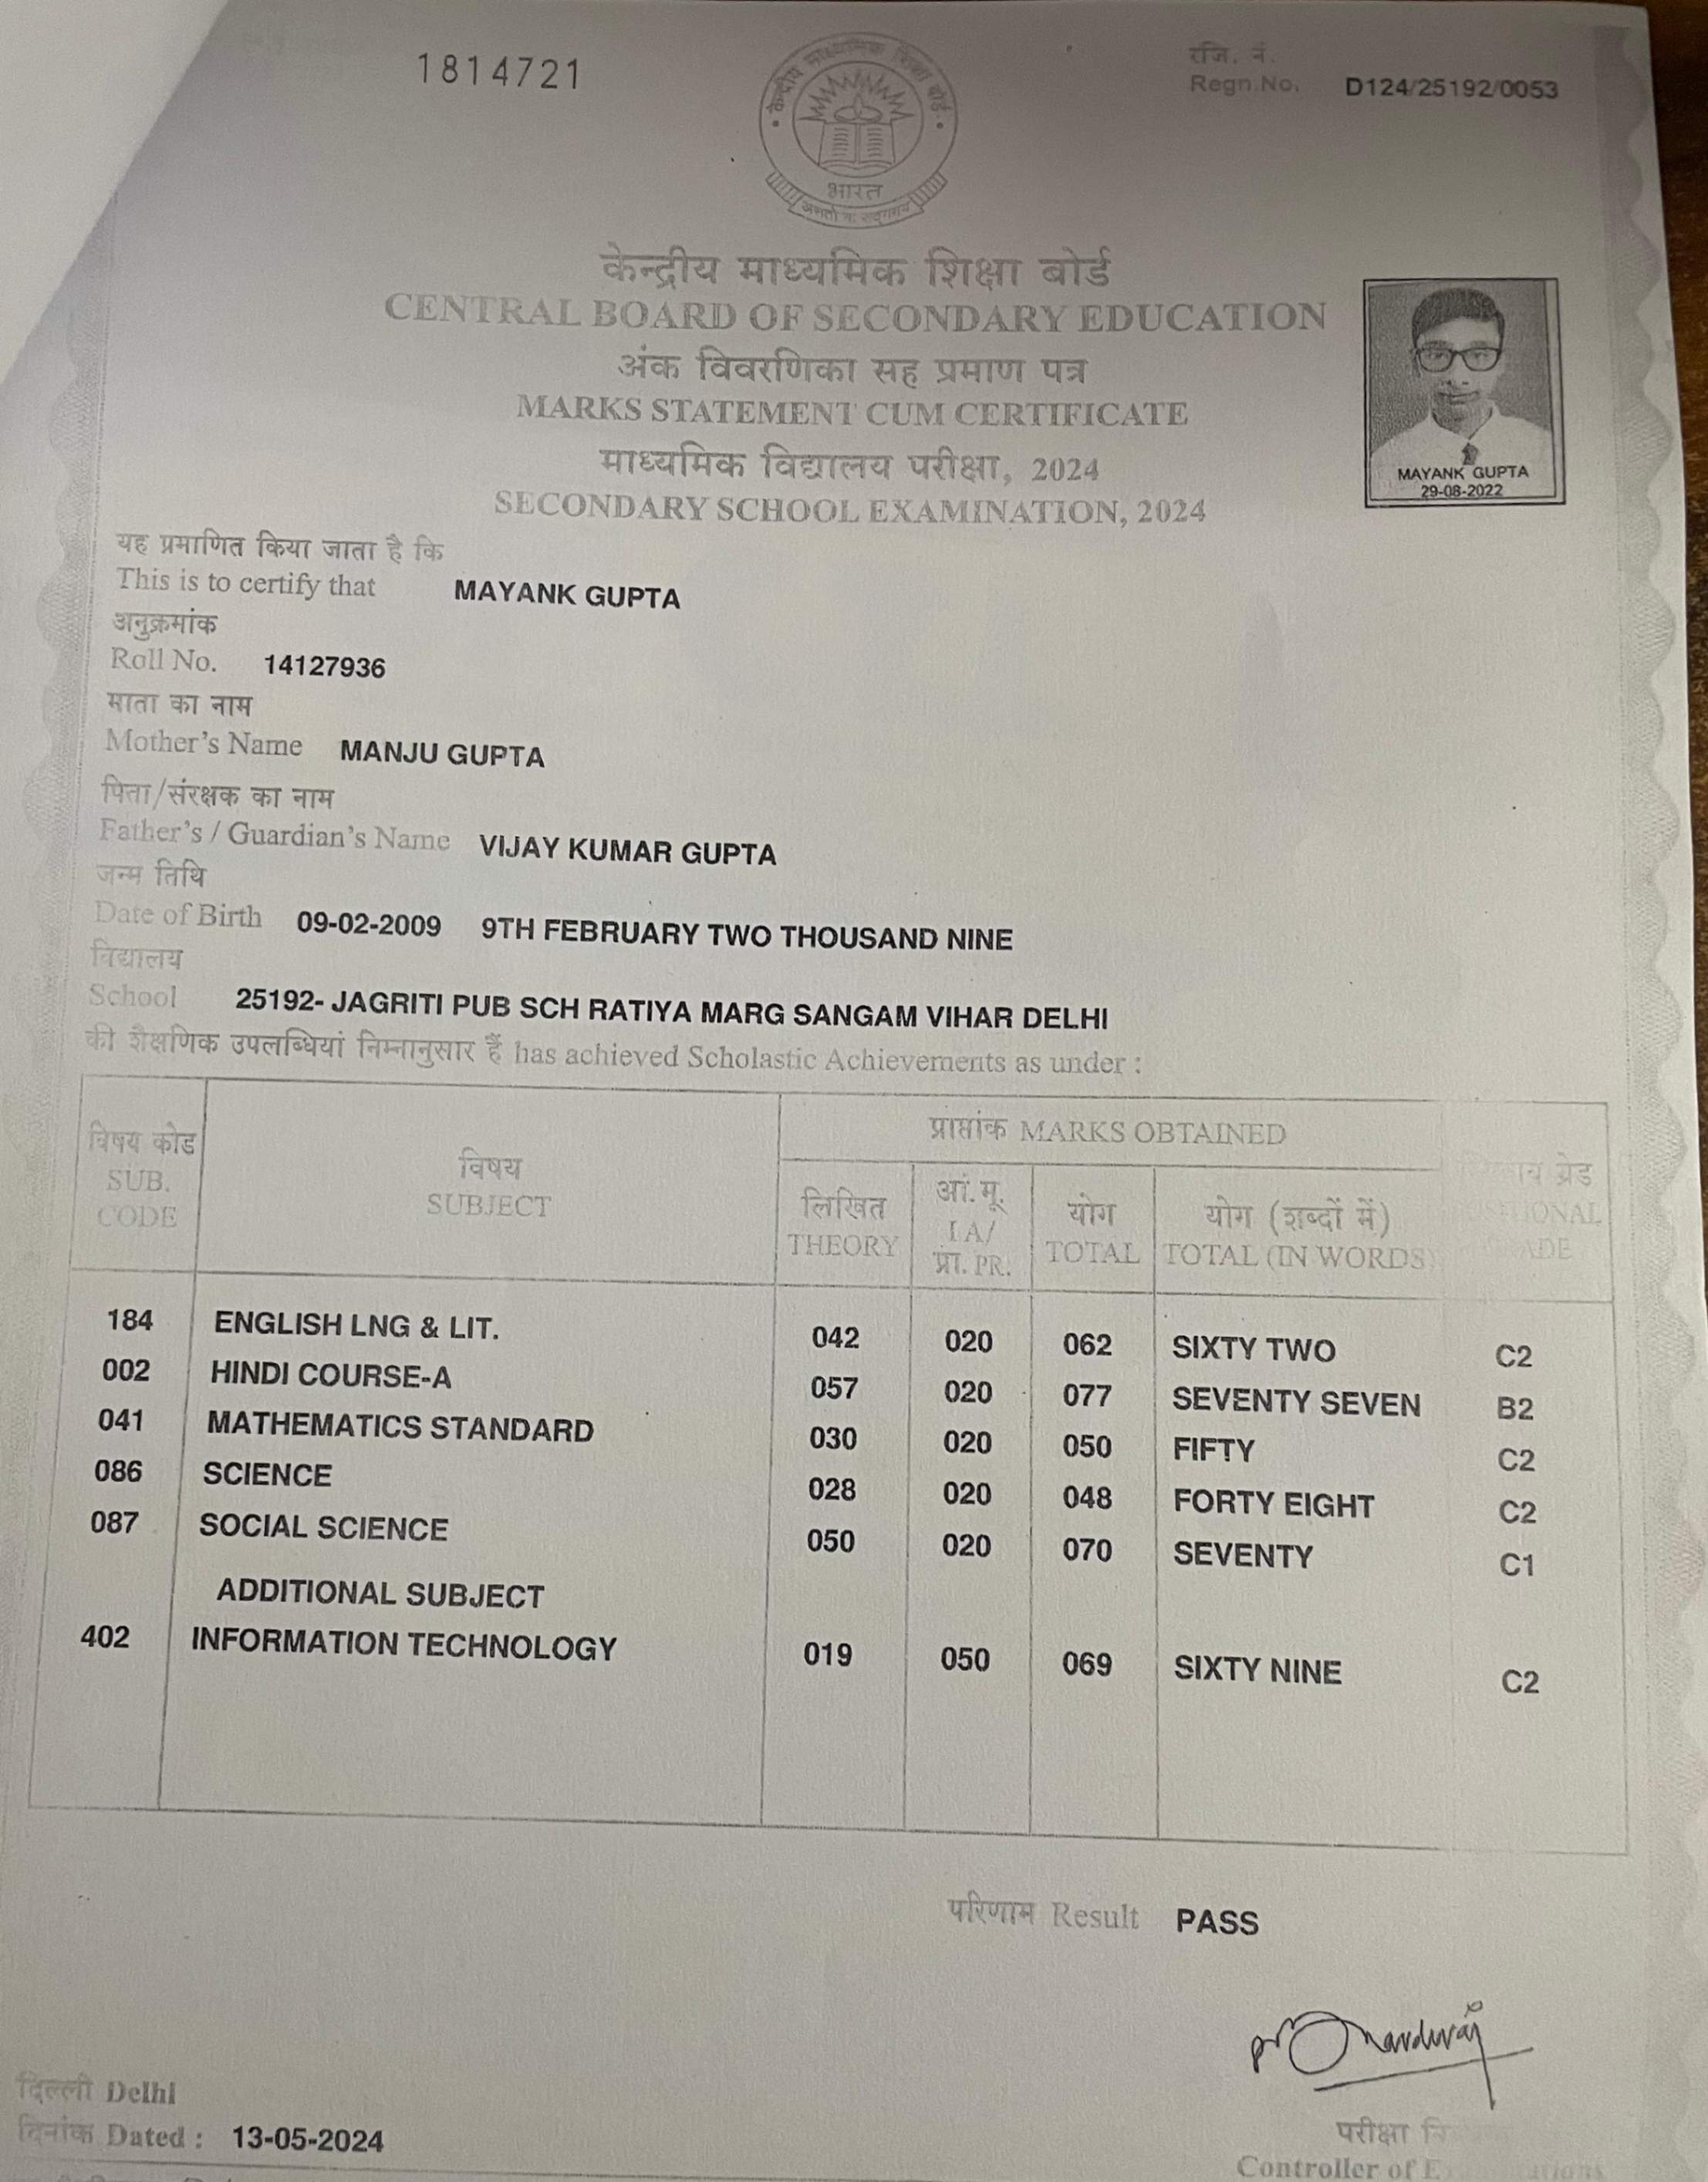 1814721
रजि. नं.
Regn.No. D124/25192/0053
केन्द्रीय माध्यमिक शिक्षा बोर्ड
भारत
असतो मा सद्गमय
केन्द्रीय माध्यमिक शिक्षा बोर्ड
CENTRAL BOARD OF SECONDARY EDUCATION
अंक विवरणिका सह प्रमाण पत्र
MARKS STATEMENT CUM CERTIFICATE
माध्यमिक विद्यालय परीक्षा, 2024
SECONDARY SCHOOL EXAMINATION, 2024
MAYANK GUPTA
29-08-2022
यह प्रमाणित किया जाता है कि
This is to certify that MAYANK GUPTA
अनुक्रमांक
Roll No. 14127936
माता का नाम
Mother's Name MANJU GUPTA
पिता/संरक्षक का नाम
Father's / Guardian's Name VIJAY KUMAR GUPTA
जन्म तिथि
Date of Birth 09-02-2009 9TH FEBRUARY TWO THOUSAND NINE
विद्यालय
School 25192- JAGRITI PUB SCH RATIYA MARG SANGAM VIHAR DELHI
की शैक्षणिक उपलब्धियां निम्नानुसार हैं has achieved Scholastic Achievements as under :
विषय कोड
SUB.
CODE
विषय
SUBJECT
प्राप्तांक MARKS OBTAINED
लिखित
THEORY
आं.मू.
I A/
प्रा. PR.
योग
TOTAL
योग (शब्दों में)
TOTAL (IN WORDS)
ग्रेड
184 ENGLISH LNG & LIT. 042 020 062 SIXTY TWO C2
002 HINDI COURSE-A 057 020 077 SEVENTY SEVEN B2
041 MATHEMATICS STANDARD 030 020 050 FIFTY C2
086 SCIENCE 028 020 048 FORTY EIGHT C2
087 SOCIAL SCIENCE 050 020 070 SEVENTY C1
ADDITIONAL SUBJECT
402 INFORMATION TECHNOLOGY 019 050 069 SIXTY NINE C2
परिणाम Result PASS
दिल्ली Delhi
दिनांक Dated : 13-05-2024
परीक्षा
Controller of